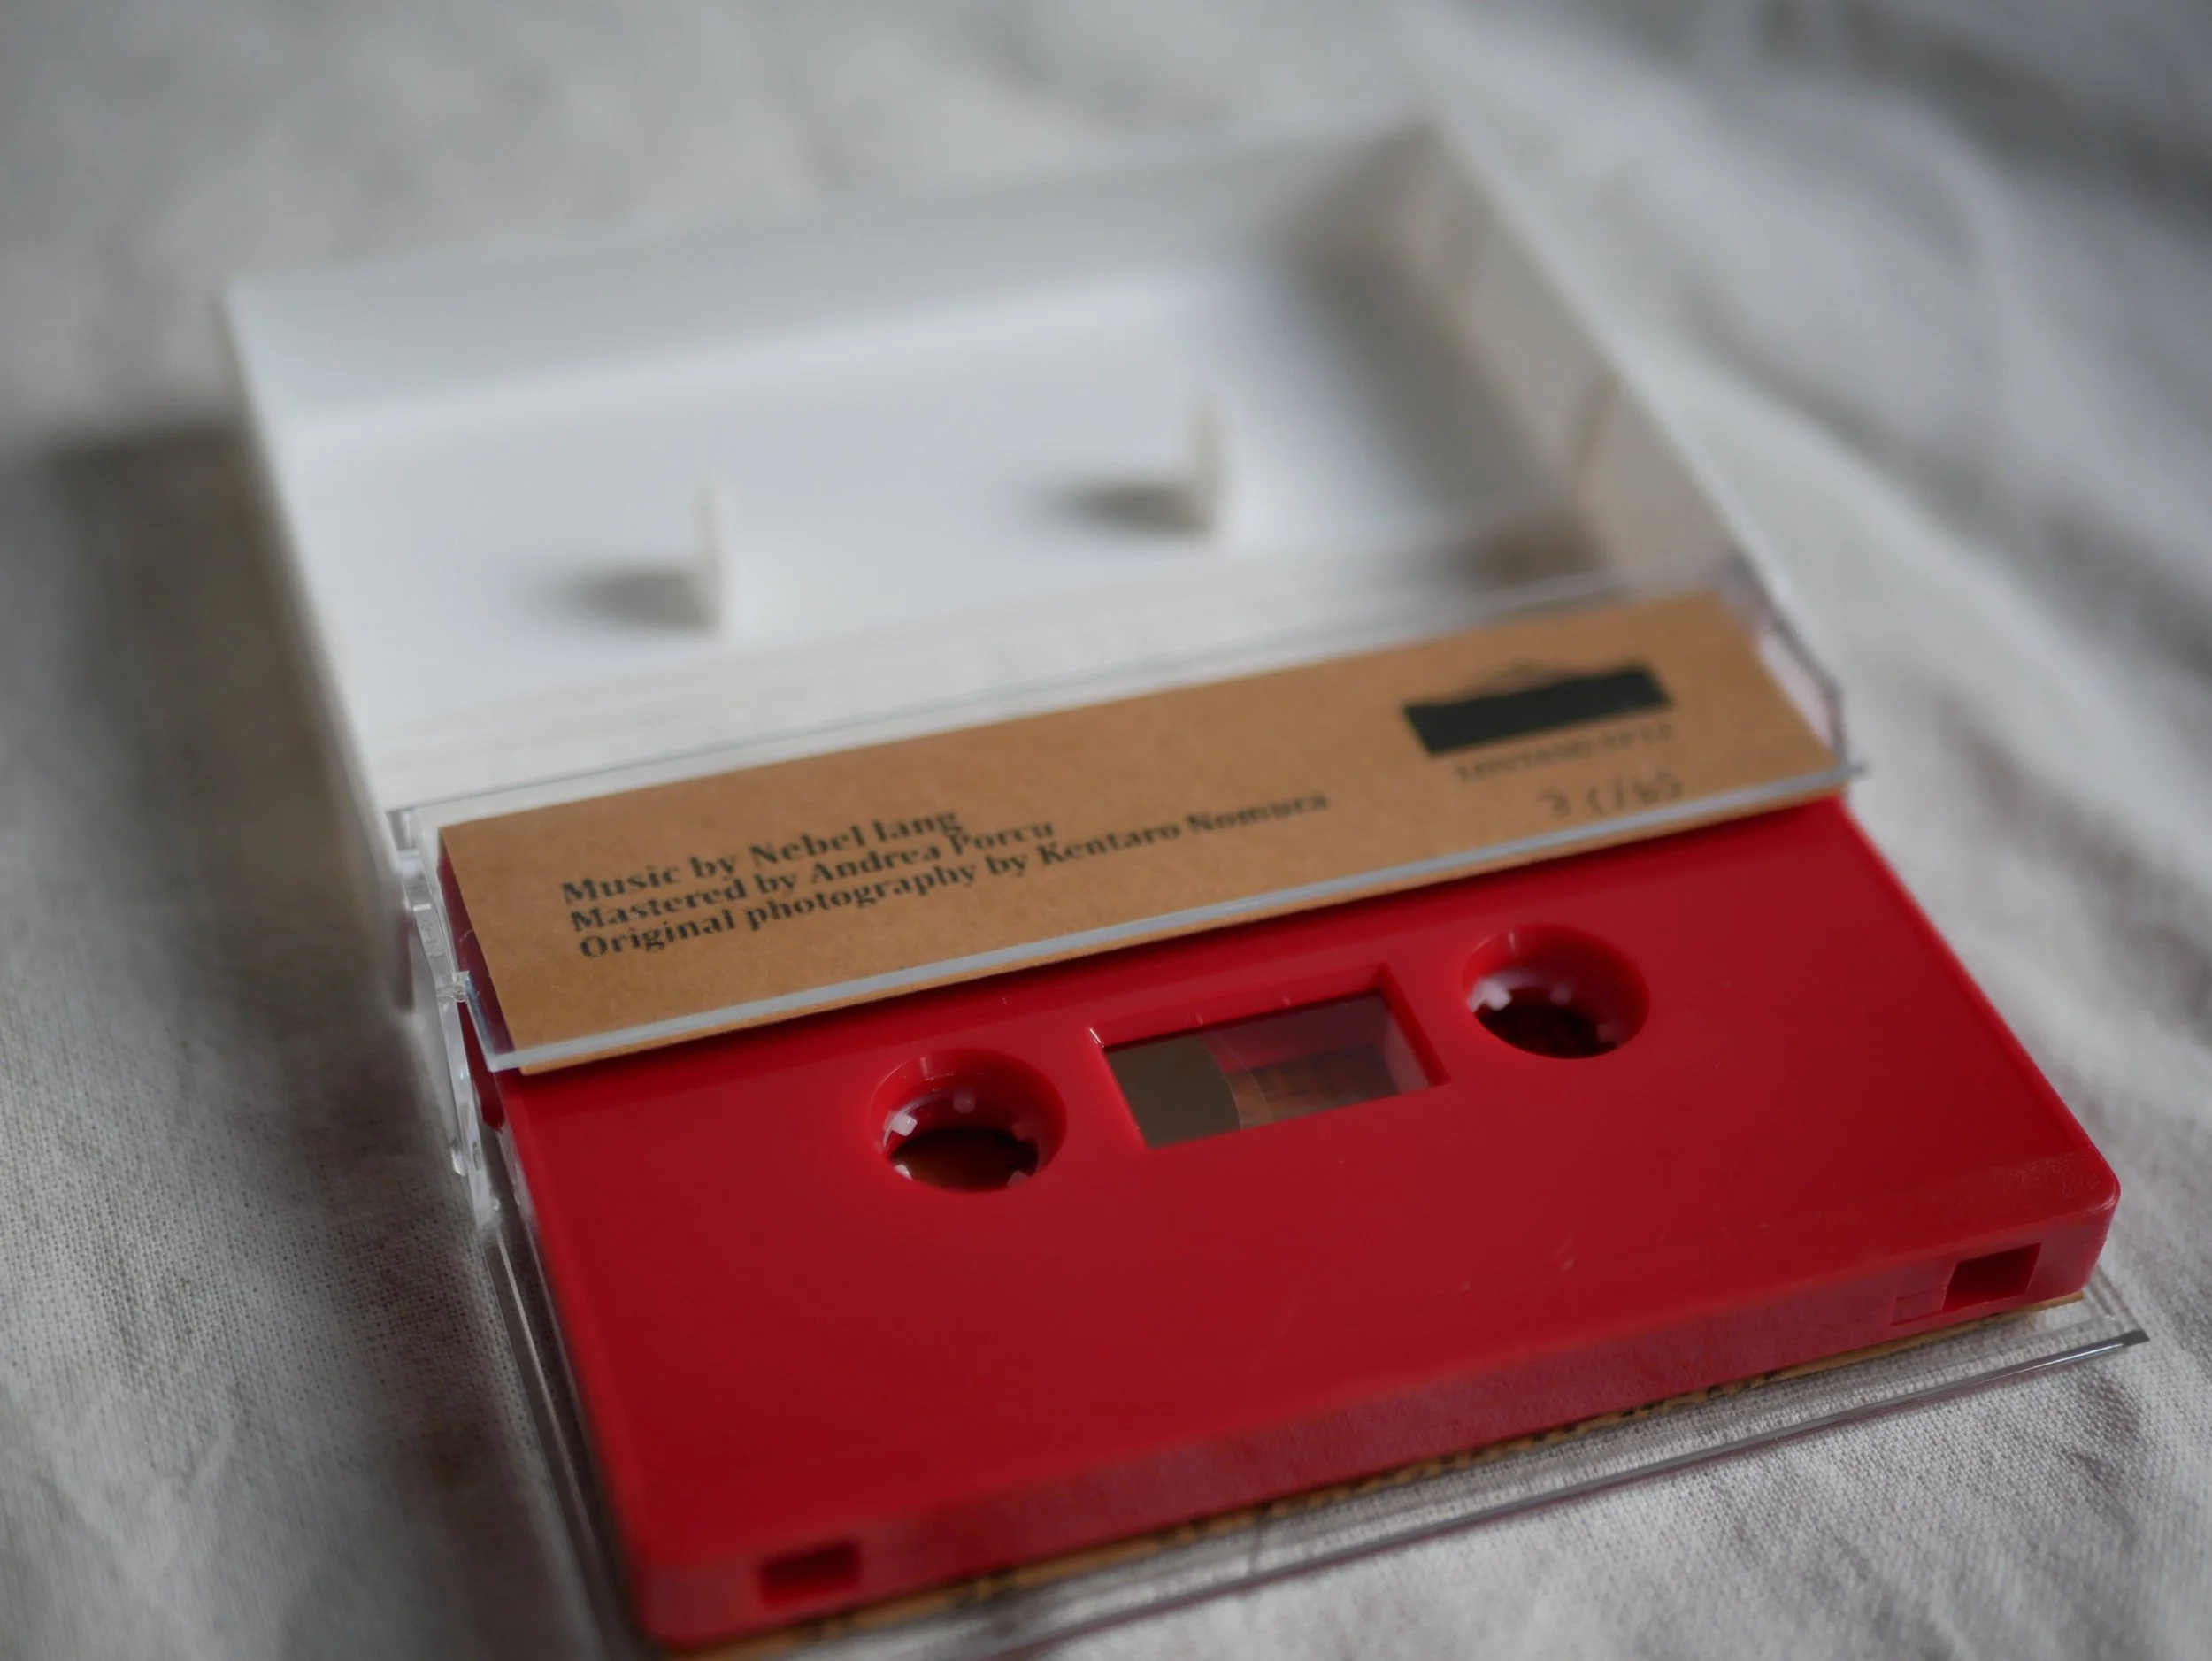 Music by Nebel lang
Mastered by Andrea Porcu
Original photography by Kentaro Nomura